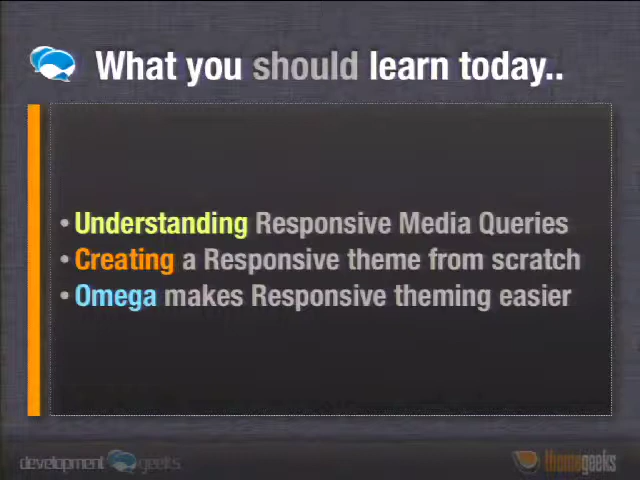 What you should learn today..
• Understanding Responsive Media Queries
• Creating a Responsive theme from scratch
• Omega makes Responsive theming easier
development geeks
themegeeks